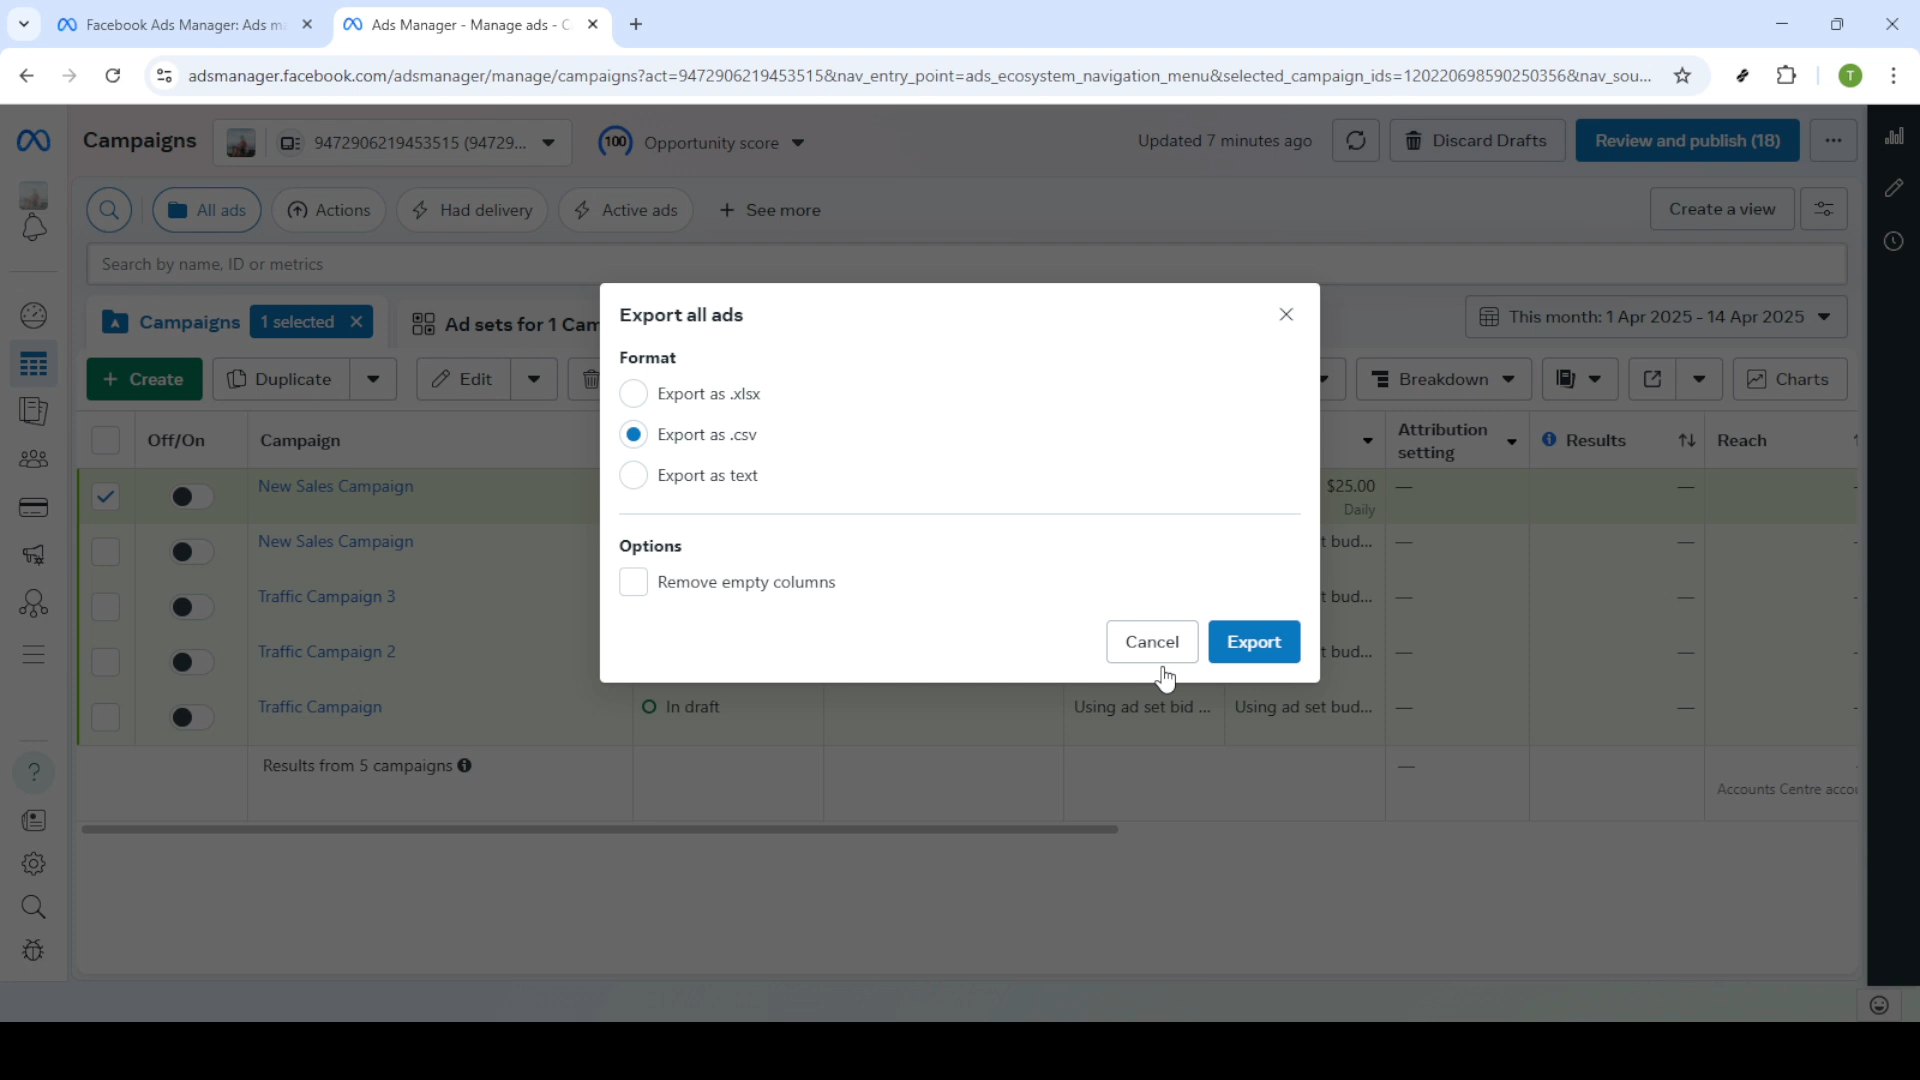 Facebook Ads Manager: Ads ma
Ads Manager - Manage ads - C
adsmanager.facebook.com/adsmanager/manage/campaigns?act=9472906219453515&nav_entry_point=ads_ecosystem_navigation_menu&selected_campaign_ids=120220698590250356&nav_sou...
T
Campaigns
9472906219453515 (94729...
100
Opportunity score
Updated 7 minutes ago
Discard Drafts
Review and publish (18)
All ads
Actions
Had delivery
Active ads
+ See more
Create a view
Search by name, ID or metrics
Campaigns
1 selected
Ad sets for 1 Cam
This month: 1 Apr 2025 - 14 Apr 2025
+ Create
Duplicate
Edit
Breakdown
Charts
Off/On
Campaign
Attribution
setting
Results
Reach
New Sales Campaign
$25.00
Daily
—
—
New Sales Campaign
t bud...
—
—
Traffic Campaign 3
t bud...
—
—
Traffic Campaign 2
t bud...
—
—
Traffic Campaign
In draft
Using ad set bid ...
Using ad set bud...
—
—
Results from 5 campaigns
—
Accounts Centre accou
Export all ads
Format
Export as .xlsx
Export as .csv
Export as text
Options
Remove empty columns
Cancel
Export